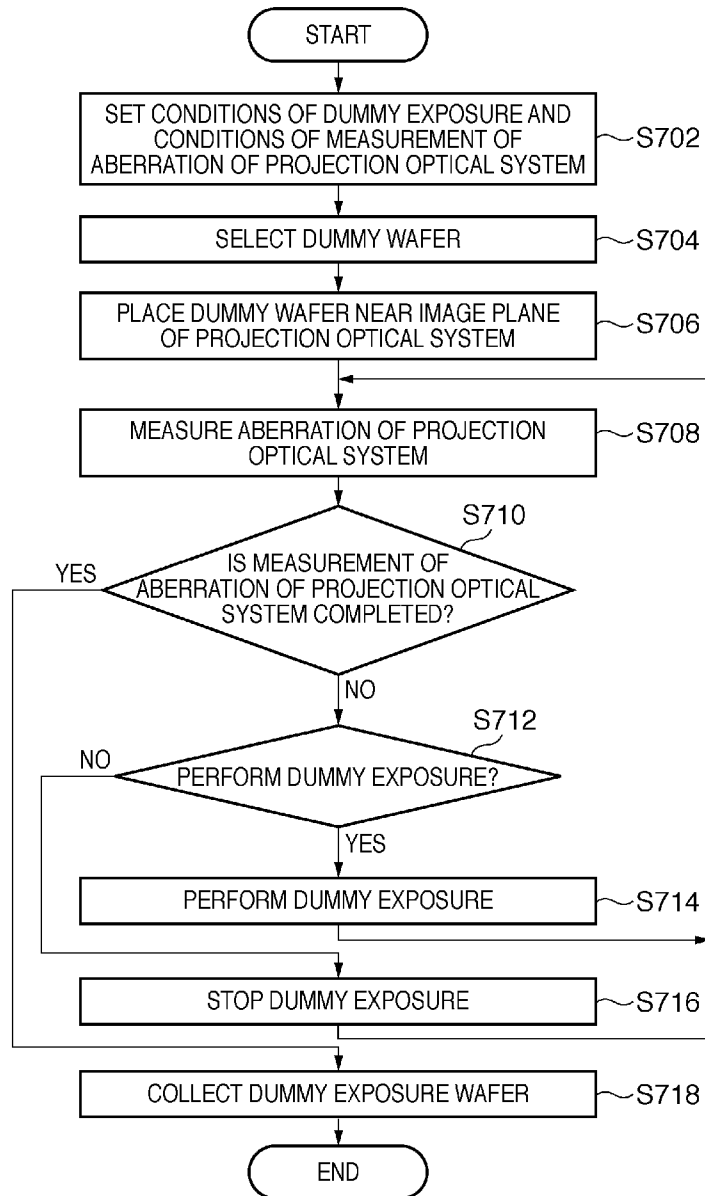 START
SET CONDITIONS OF DUMMY EXPOSURE AND
CONDITIONS OF MEASUREMENT OF
ABERRATION OF PROJECTION OPTICAL SYSTEM
S702
SELECT DUMMY WAFER
S704
PLACE DUMMY WAFER NEAR IMAGE PLANE
OF PROJECTION OPTICAL SYSTEM
S706
MEASURE ABERRATION OF PROJECTION
OPTICAL SYSTEM
S708
S710
YES
IS MEASUREMENT OF
ABERRATION OF PROJECTION OPTICAL
SYSTEM COMPLETED?
NO
S712
NO
PERFORM DUMMY EXPOSURE?
YES
PERFORM DUMMY EXPOSURE
S714
STOP DUMMY EXPOSURE
S716
COLLECT DUMMY EXPOSURE WAFER
S718
END